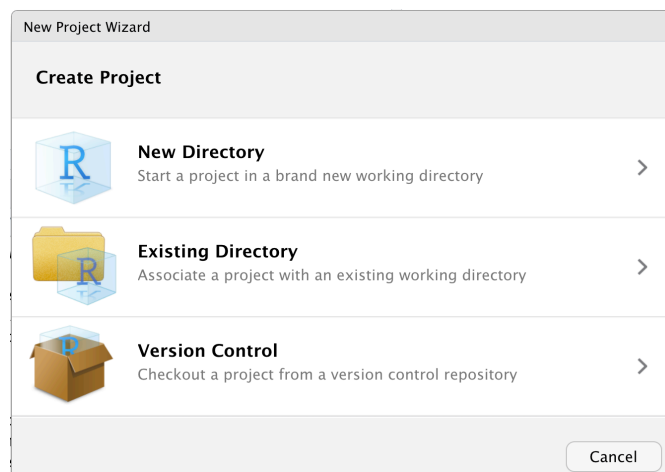 New Project Wizard
Create Project
R
New Directory
Start a project in a brand new working directory
R
Existing Directory
Associate a project with an existing working directory
R
Version Control
Checkout a project from a version control repository
Cancel